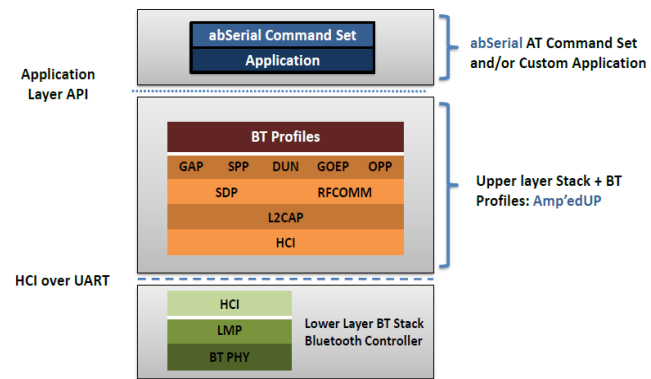 abSerial Command Set
Application
abSerial AT Command Set
and/or Custom Application
Application
Layer API
BT Profiles
GAP SPP DUN GOEP OPP
SDP RFCOMM
L2CAP
HCI
Upper layer Stack + BT
Profiles: Amp'edUP
HCI over UART
HCI
LMP
BT PHY
Lower Layer BT Stack
Bluetooth Controller